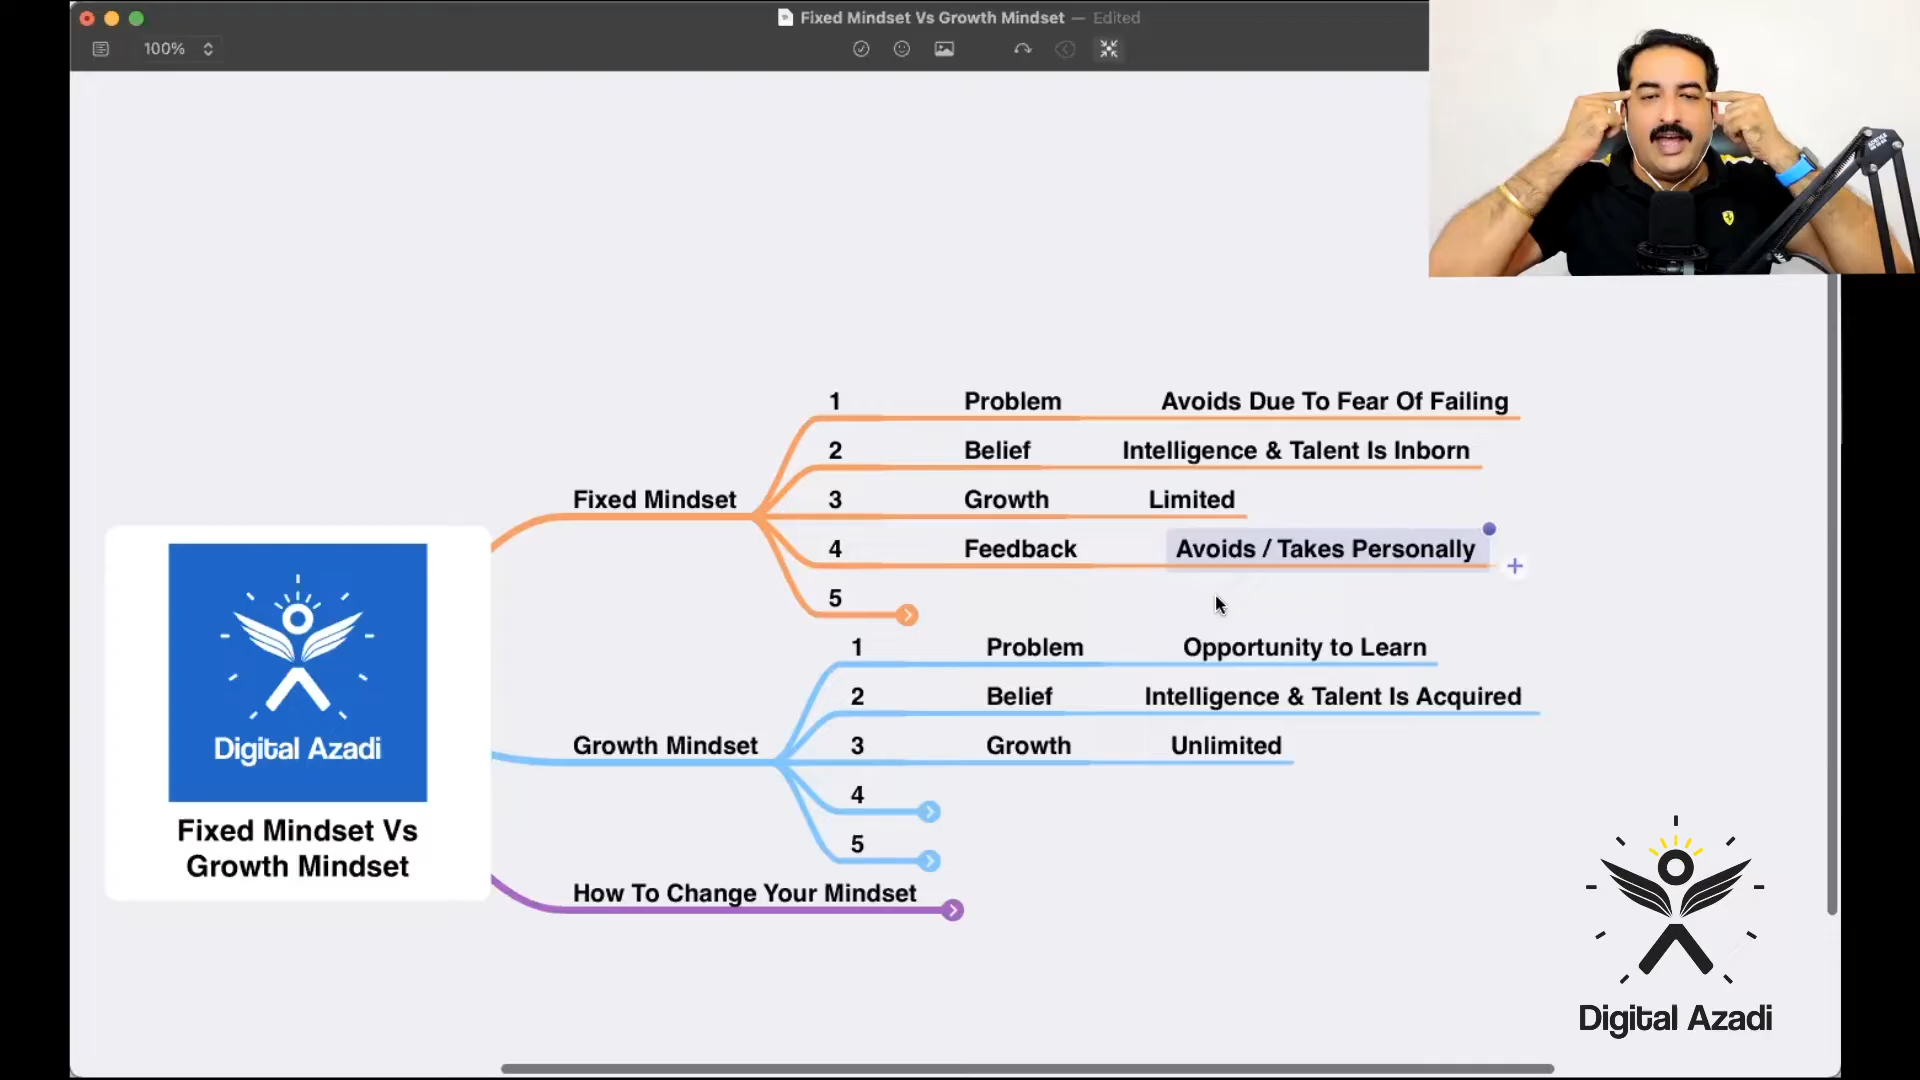 Fixed Mindset Vs Growth Mindset — Edited
100%
1 Problem Avoids Due To Fear Of Failing
2 Belief Intelligence & Talent Is Inborn
Fixed Mindset 3 Growth Limited
4 Feedback Avoids / Takes Personally
5
1 Problem Opportunity to Learn
2 Belief Intelligence & Talent Is Acquired
Growth Mindset 3 Growth Unlimited
4
5
How To Change Your Mindset
Digital Azadi
Fixed Mindset Vs
Growth Mindset
Digital Azadi